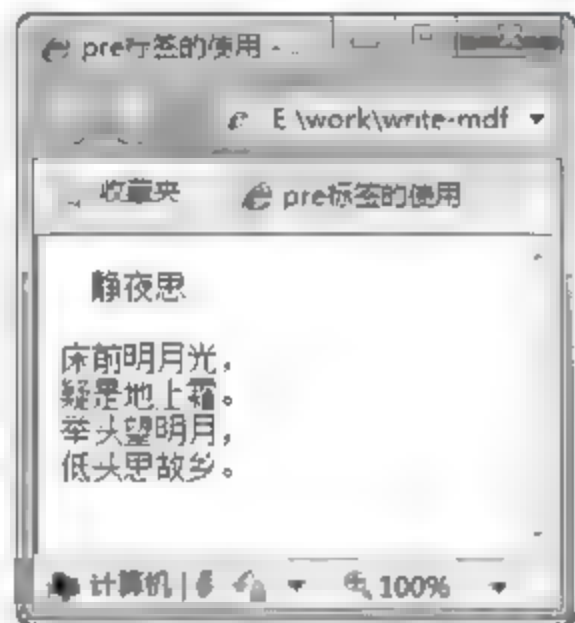 pre标签的使用 - ...
E:\work\write-mdf
收藏夹
pre标签的使用
静夜思
床前明月光，
疑是地上霜。
举头望明月，
低头思故乡。
计算机
100%